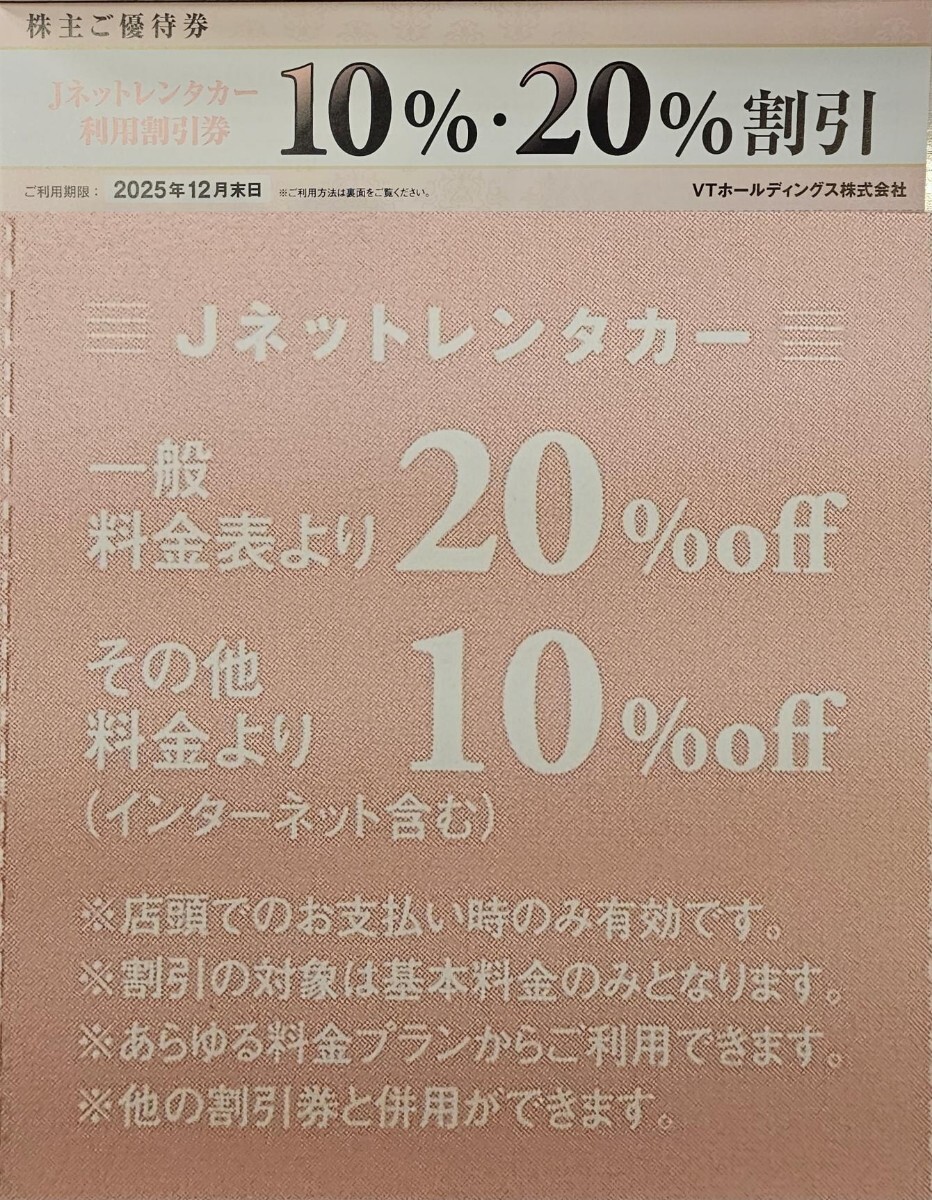 株主ご優待券
Jネットレンタカー
利用割引券
10%・20%割引
ご利用期限： 2025年12月末日 ※ご利用方法は裏面をご覧ください。
VTホールディングス株式会社
Jネットレンタカー
一般
料金表より 20%off
その他
料金より 10%off
(インターネット含む)
※店頭でのお支払い時のみ有効です。
※割引の対象は基本料金のみとなります。
※あらゆる料金プランからご利用できます。
※他の割引券と併用ができます。